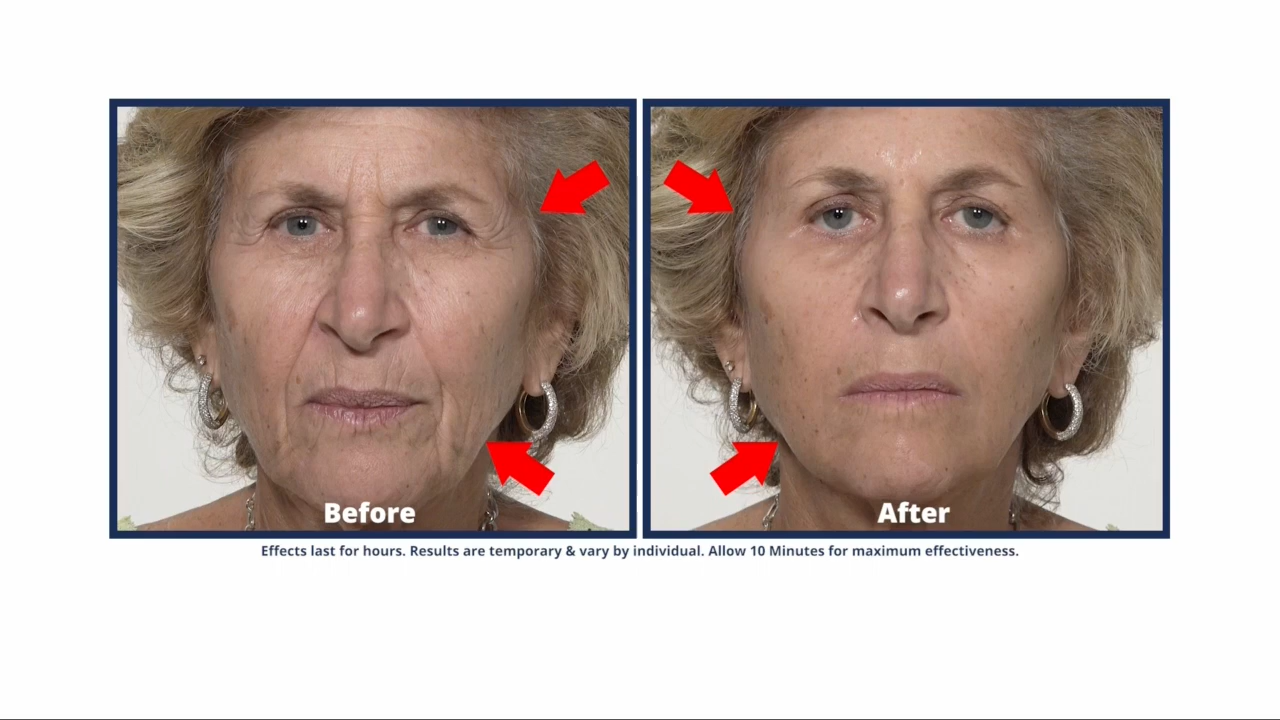 Before
After
Effects last for hours. Results are temporary & vary by individual. Allow 10 Minutes for maximum effectiveness.